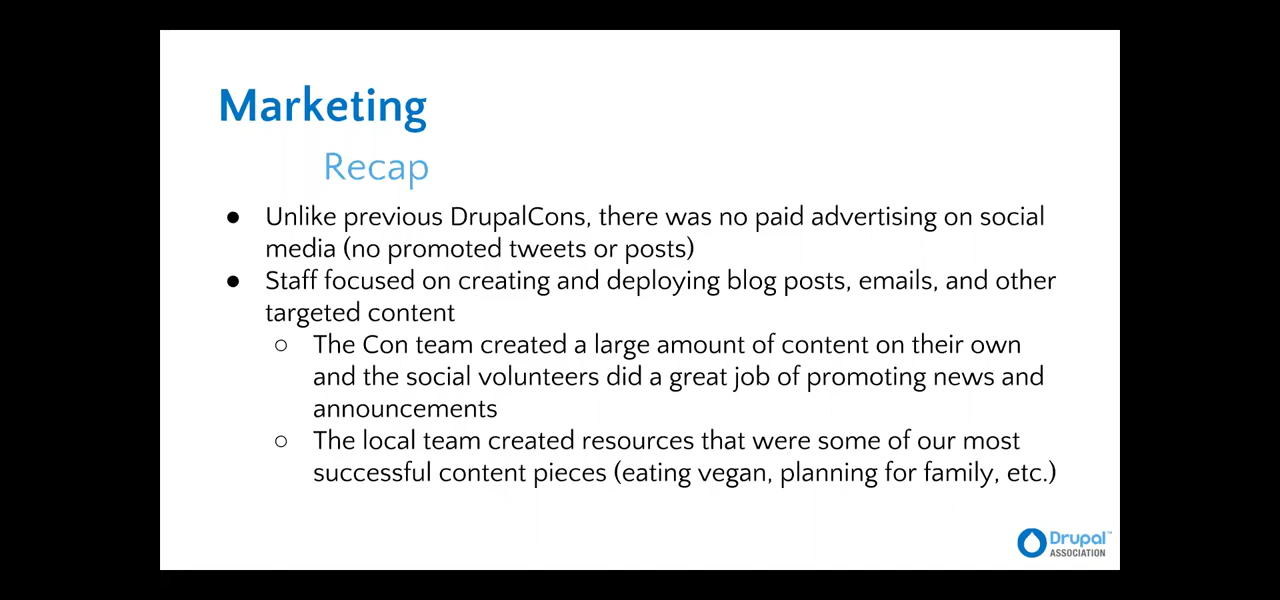 Marketing
Recap
● Unlike previous DrupalCons, there was no paid advertising on social
media (no promoted tweets or posts)
● Staff focused on creating and deploying blog posts, emails, and other
targeted content
○ The Con team created a large amount of content on their own
and the social volunteers did a great job of promoting news and
announcements
○ The local team created resources that were some of our most
successful content pieces (eating vegan, planning for family, etc.)
Drupal™
ASSOCIATION